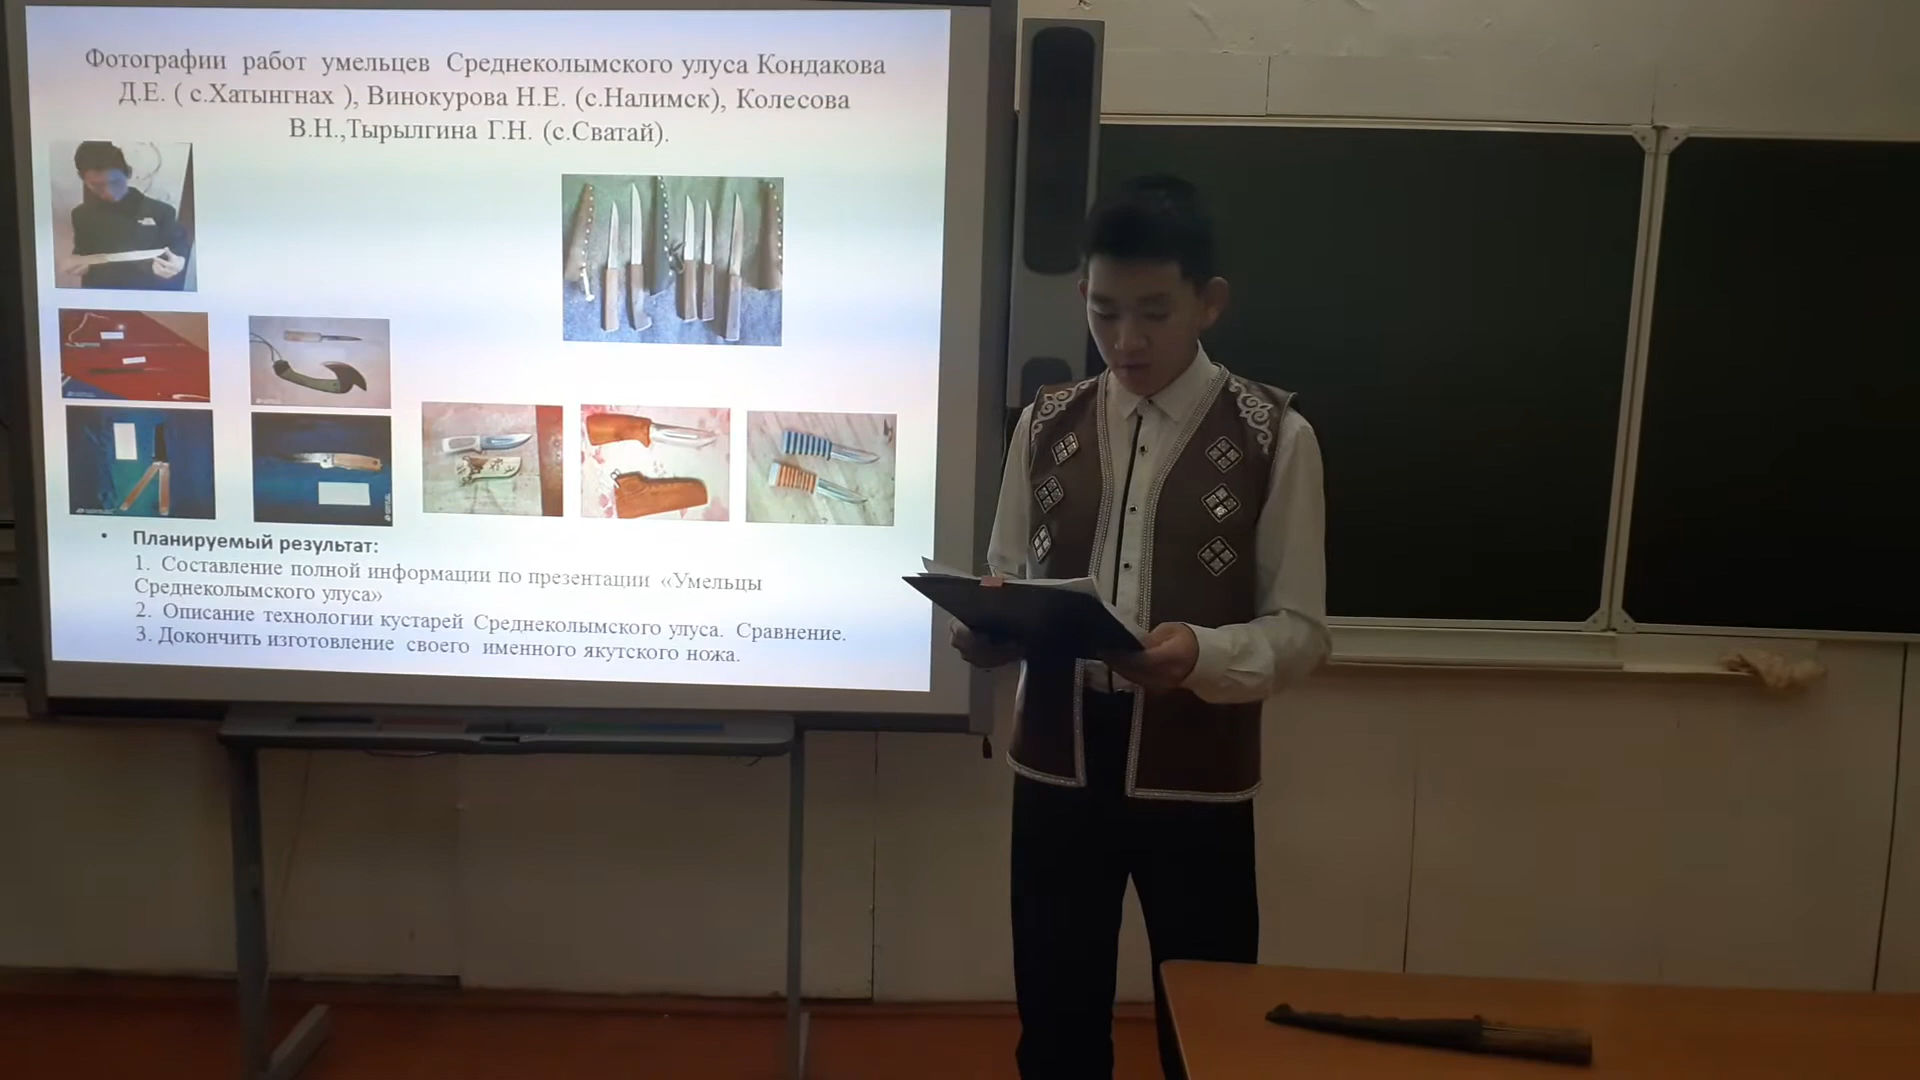 Фотографии работ умельцев Среднеколымского улуса Кондакова
Д.Е. ( с.Хатынгнах ), Винокурова Н.Е. (с.Налимск), Колесова
В.Н.,Тырылгина Г.Н. (с.Сватай).
• Планируемый результат:
1. Составление полной информации по презентации «Умельцы
Среднеколымского улуса»
2. Описание технологии кустарей Среднеколымского улуса. Сравнение.
3. Докончить изготовление своего именного якутского ножа.